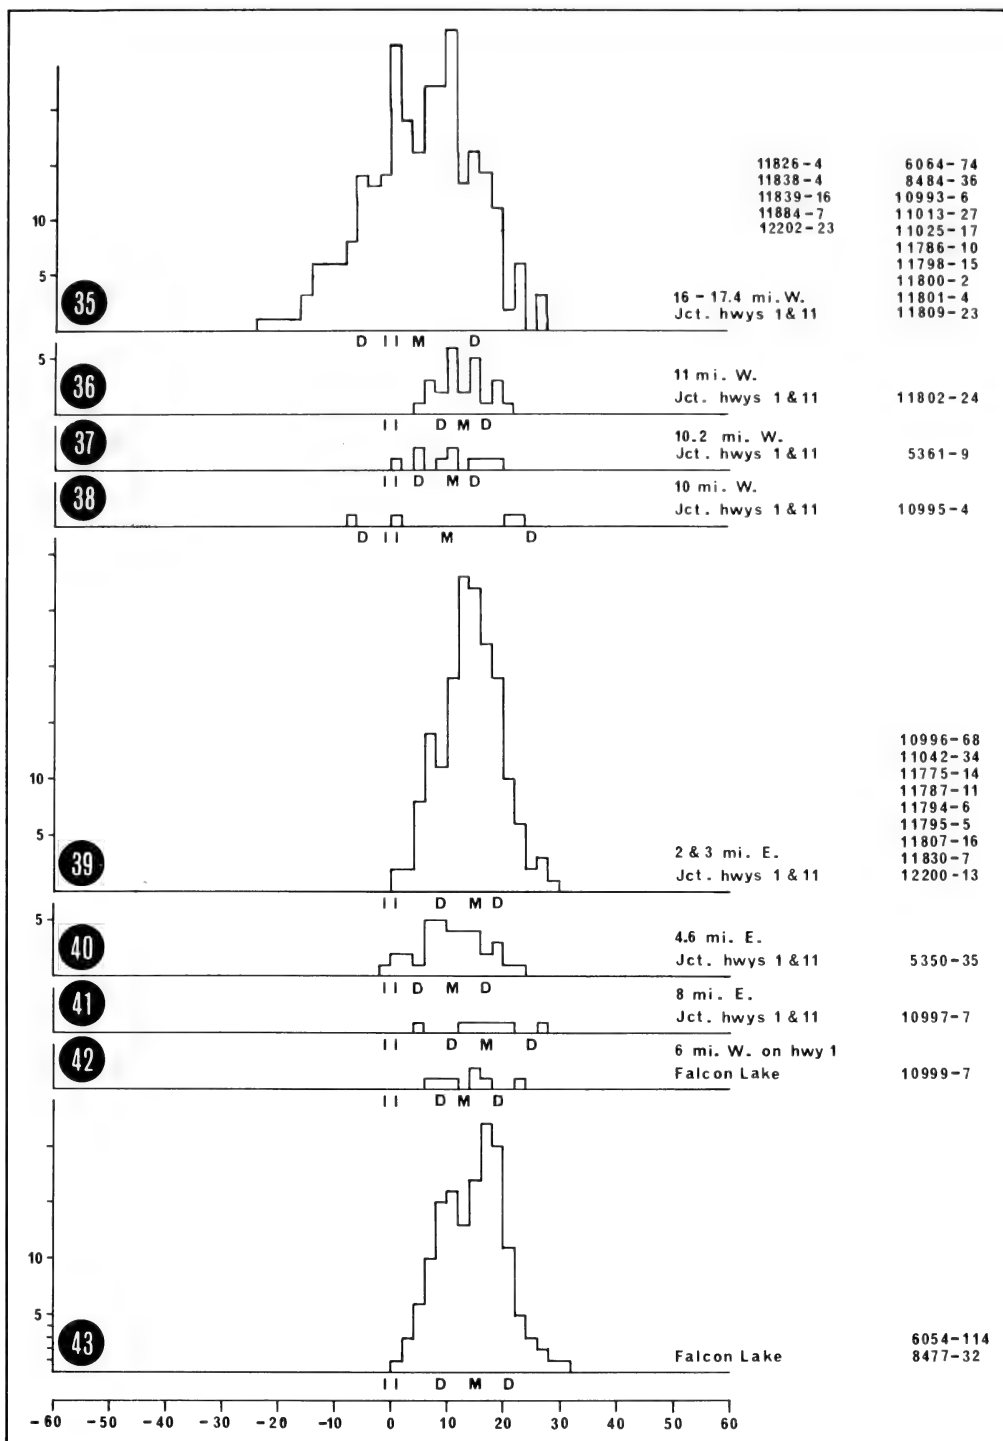 11826-4 6064-74
11838-4 8484-36
11839-16 10993-6
11884-7 11013-27
12202-23 11025-17
11786-10
11798-15
11800-2
10
5
35
16 - 17.4 mi. W. 11801-4
Jct. hwys 1 & 11 11809-23
D I I M D
5
36
11 mi. W.
Jct. hwys 1 & 11 11802-24
I I D M D
37
10.2 mi. W.
Jct. hwys 1 & 11 5361-9
I I D M D
38
10 mi. W.
Jct. hwys 1 & 11 10995-4
D I I M D
10996-68
11042-34
11775-14
11787-11
11794-6
11795-5
11807-16
10
5
39
2 & 3 mi. E. 11830-7
Jct. hwys 1 & 11 12200-13
I I D M D
5
40
4.6 mi. E.
Jct. hwys 1 & 11 5350-35
I I D M D
41
8 mi. E.
Jct. hwys 1 & 11 10997-7
I I D M D
42
6 mi. W. on hwy 1
Falcon Lake 10999-7
I I D M D
10
5
43
6054-114
Falcon Lake 8477-32
I I D M D
-60 -50 -40 -30 -20 -10 0 10 20 30 40 50 60